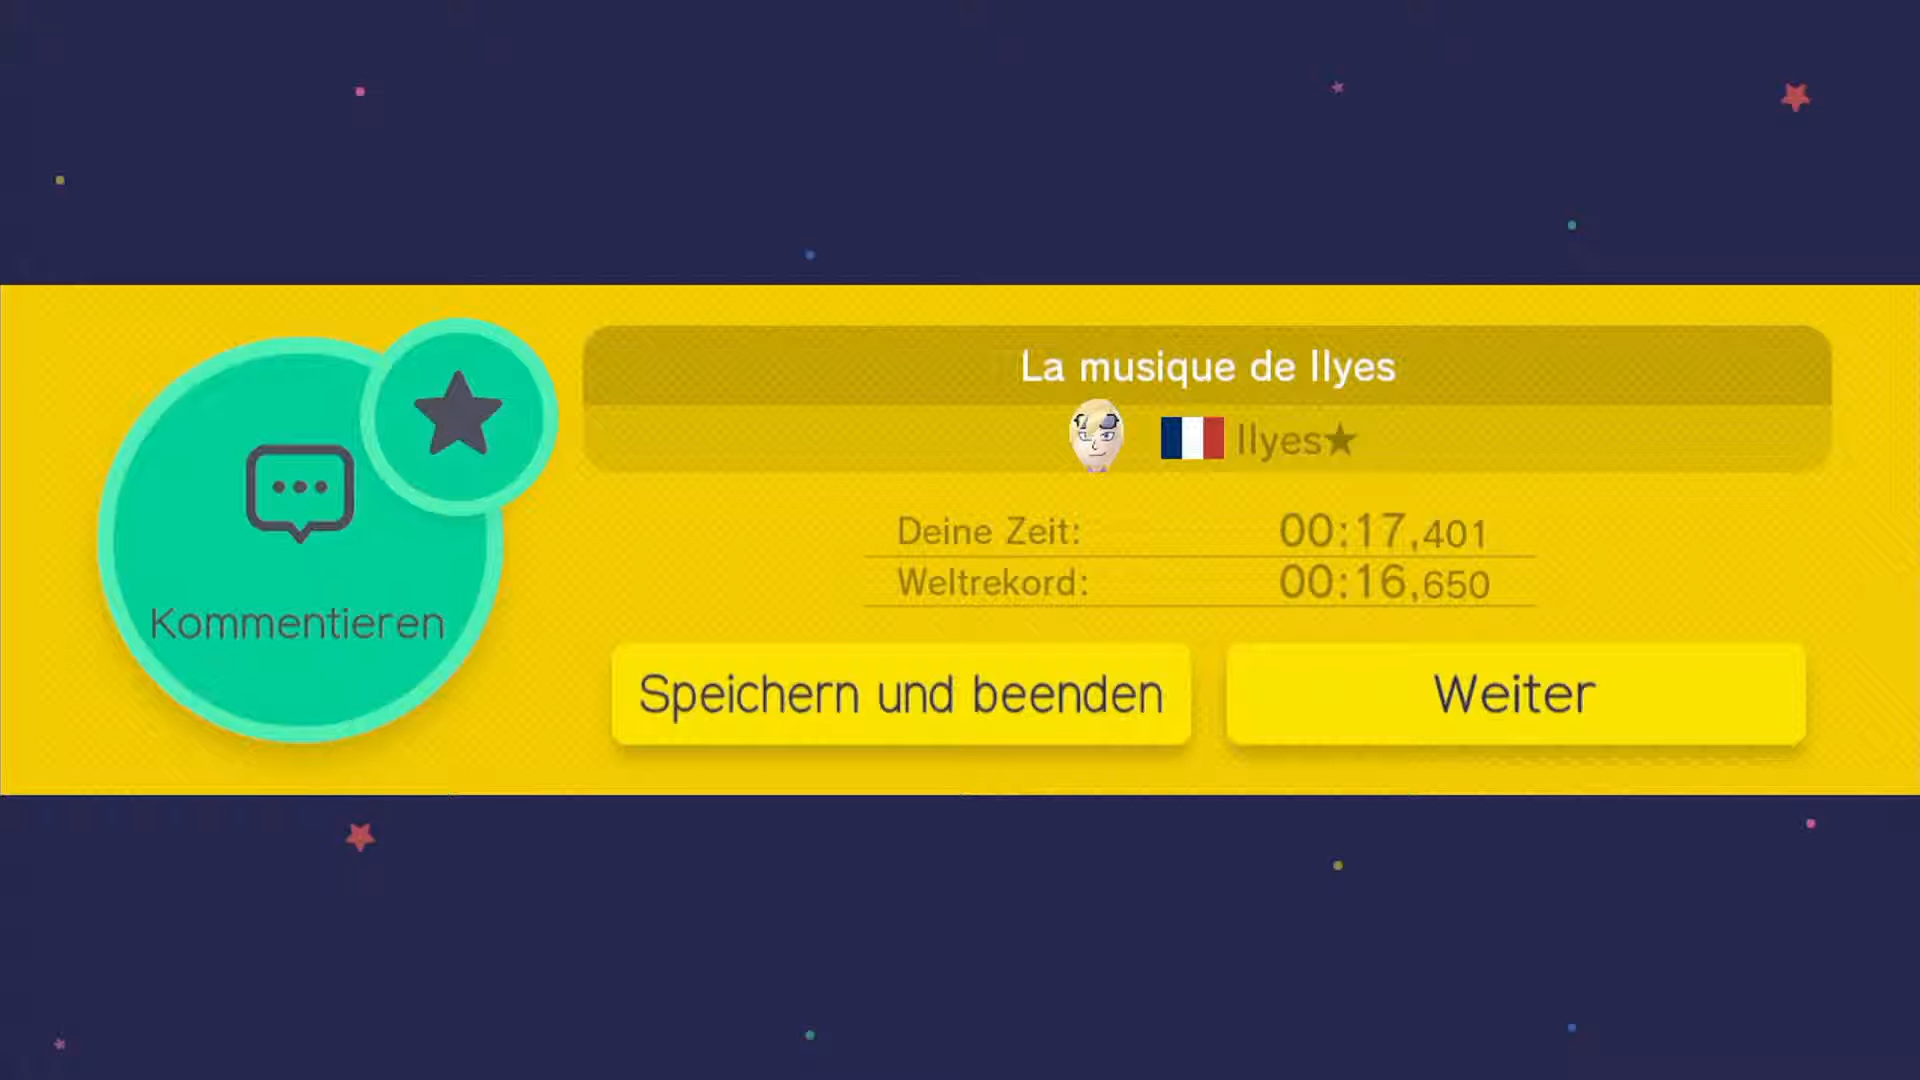 La musique de Ilyes
Ilyes★
Deine Zeit: 00:17,401
Weltrekord: 00:16,650
Kommentieren
Speichern und beenden
Weiter